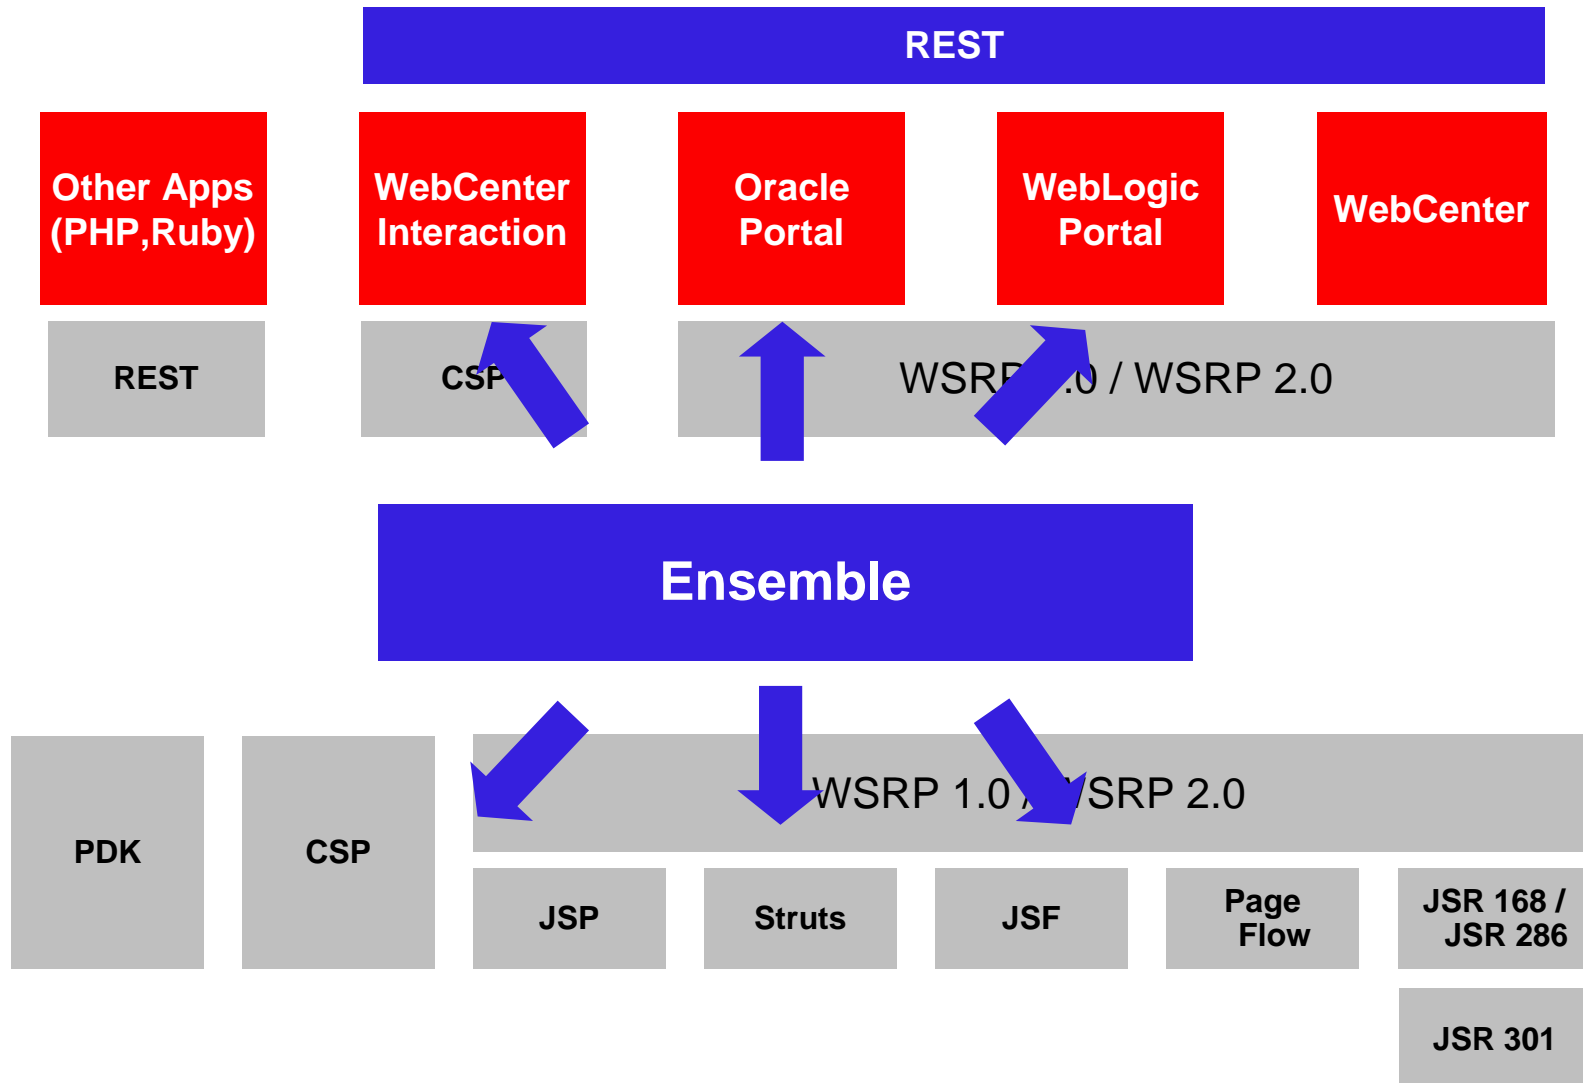 REST
Other Apps
(PHP,Ruby)
WebCenter
Interaction
Oracle
Portal
WebLogic
Portal
WebCenter
REST
CSP
WSRP .0 / WSRP 2.0
Ensemble
PDK
CSP
WSRP 1.0 / WSRP 2.0
JSP
Struts
JSF
Page
Flow
JSR 168 /
JSR 286
JSR 301